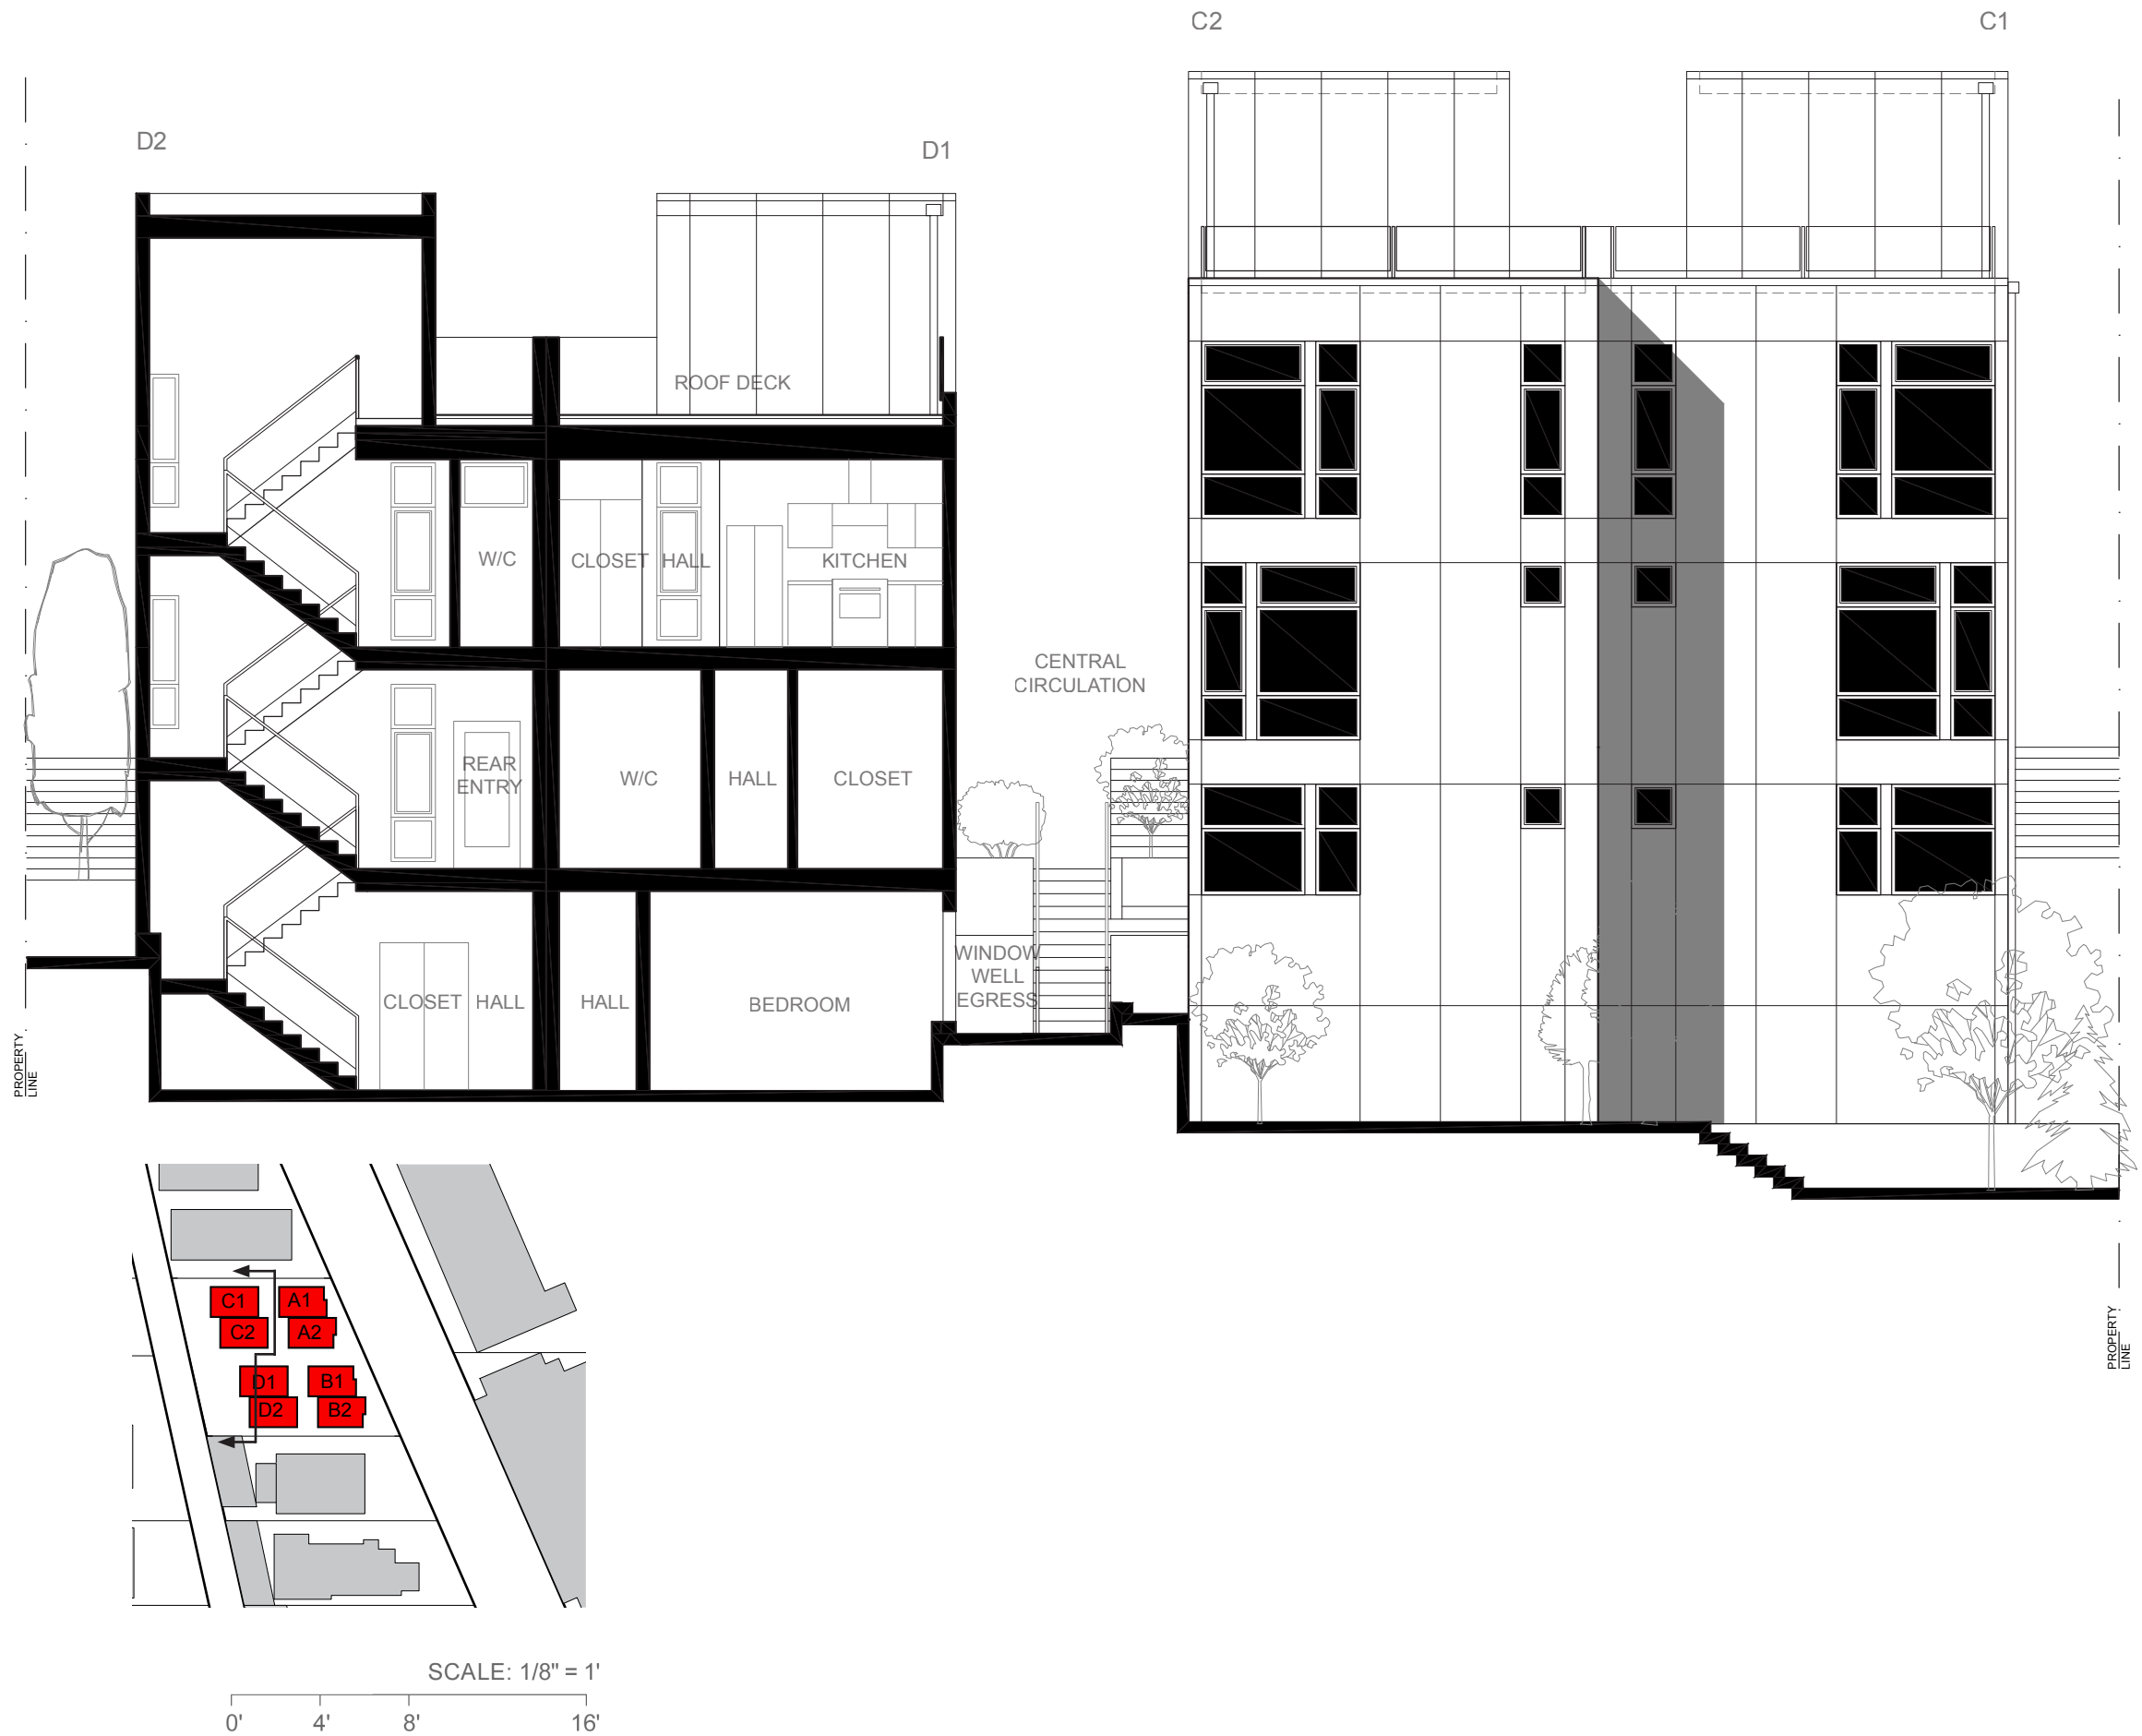 C2
C1
D2
D1
ROOF DECK
W/C
CLOSET
HALL
KITCHEN
CENTRAL
CIRCULATION
REAR
ENTRY
W/C
HALL
CLOSET
WINDOW
WELL
EGRESS
CLOSET
HALL
HALL
BEDROOM
PROPERTY
LINE
C1
A1
C2
A2
D1
B1
D2
B2
PROPERTY
LINE
SCALE: 1/8" = 1'
0'
4'
8'
16'